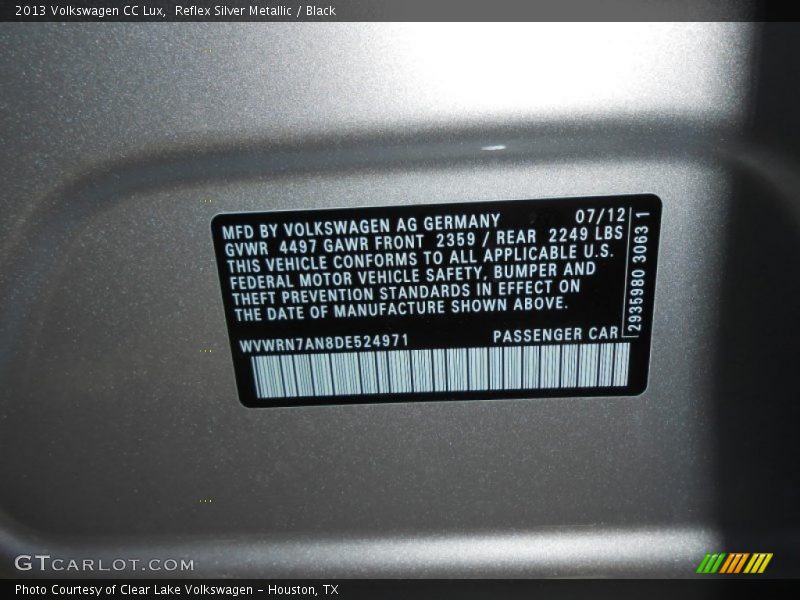 2013 Volkswagen CC Lux,  Reflex Silver Metallic / Black
MFD BY VOLKSWAGEN AG GERMANY 07/12
GVWR 4497 GAWR FRONT 2359 / REAR 2249 LBS
THIS VEHICLE CONFORMS TO ALL APPLICABLE U.S.
FEDERAL MOTOR VEHICLE SAFETY, BUMPER AND
THEFT PREVENTION STANDARDS IN EFFECT ON
THE DATE OF MANUFACTURE SHOWN ABOVE.
WVWRN7AN8DE524971 PASSENGER CAR
2935980 30631
GTCARLOT.COM
Photo Courtesy of Clear Lake Volkswagen - Houston, TX